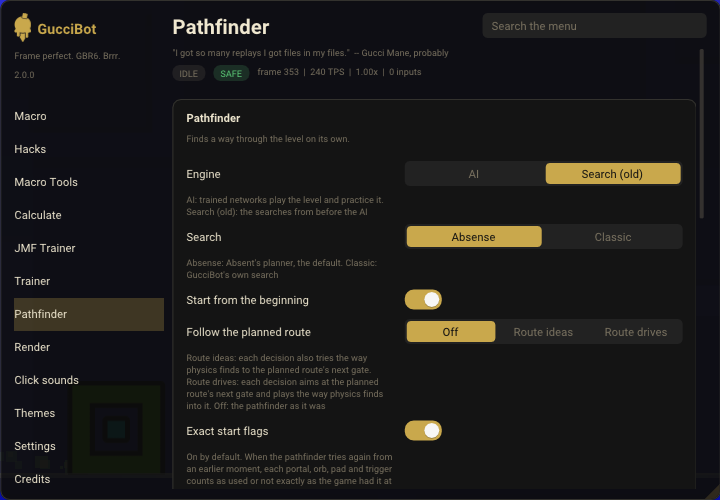 GucciBot
Frame perfect. GBR6. Brrr.
2.0.0
Macro
Hacks
Macro Tools
Calculate
JMF Trainer
Trainer
Pathfinder
Render
Click sounds
Themes
Settings
Credits
Pathfinder
Search the menu
"I got so many replays I got files in my files." – Gucci Mane, probably
IDLE SAFE frame 353 | 240 TPS | 1.00x | 0 inputs
Pathfinder
Finds a way through the level on its own.
Engine AI Search (old)
AI: trained networks play the level and practice it.
Search (old): the searches from before the AI
Search Absense Classic
Absense: Absent's planner, the default. Classic:
GucciBot's own search
Start from the beginning
Follow the planned route Off Route ideas Route drives
Route ideas: each decision also tries the way
physics finds to the planned route's next gate.
Route drives: each decision aims at the planned
route's next gate and plays the way physics finds
into it. Off: the pathfinder as it was
Exact start flags
On by default. When the pathfinder tries again from
an earlier moment, each portal, orb, pad and trigger
counts as used or not exactly as the game had it at